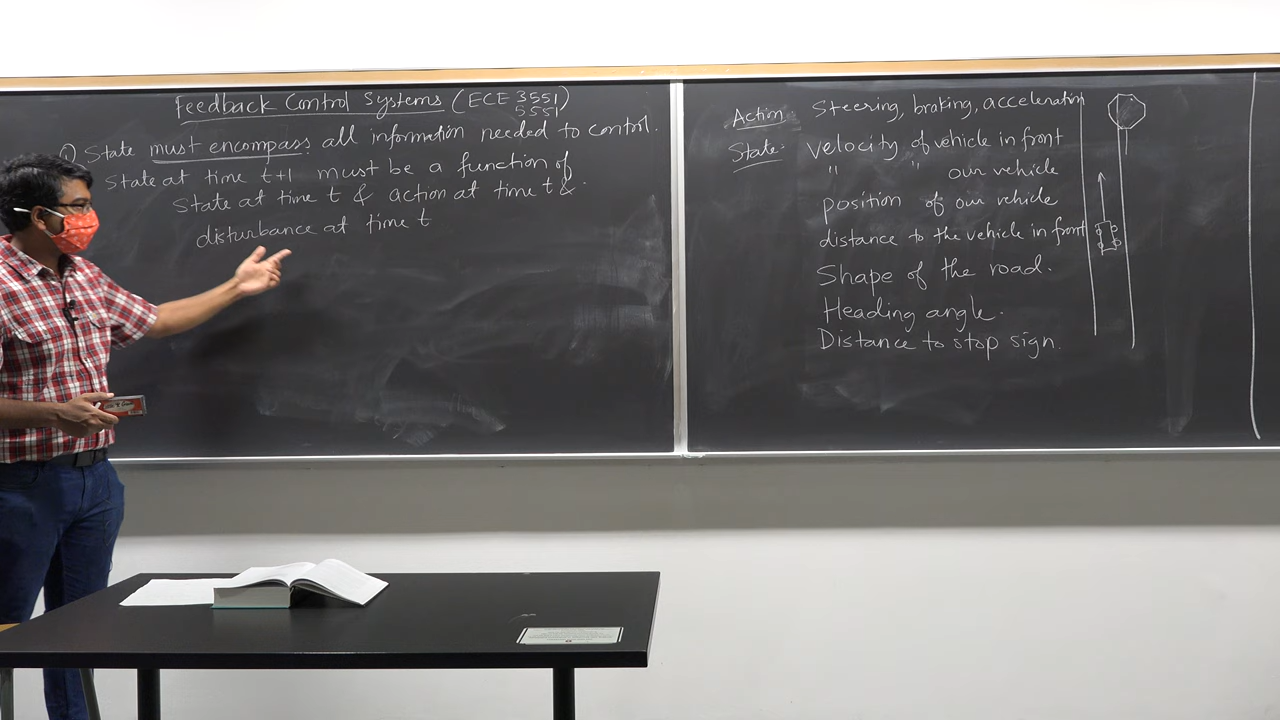 Feedback Control Systems (ECE 3551)
5551
① State must encompass all information needed to control.
State at time t+1 must be a function of
State at time t & action at time t &
disturbance at time t
Action: Steering, braking, acceleration
State: Velocity of vehicle in front
" " our vehicle
position of our vehicle
distance to the vehicle in front
Shape of the road.
Heading angle.
Distance to stop sign.